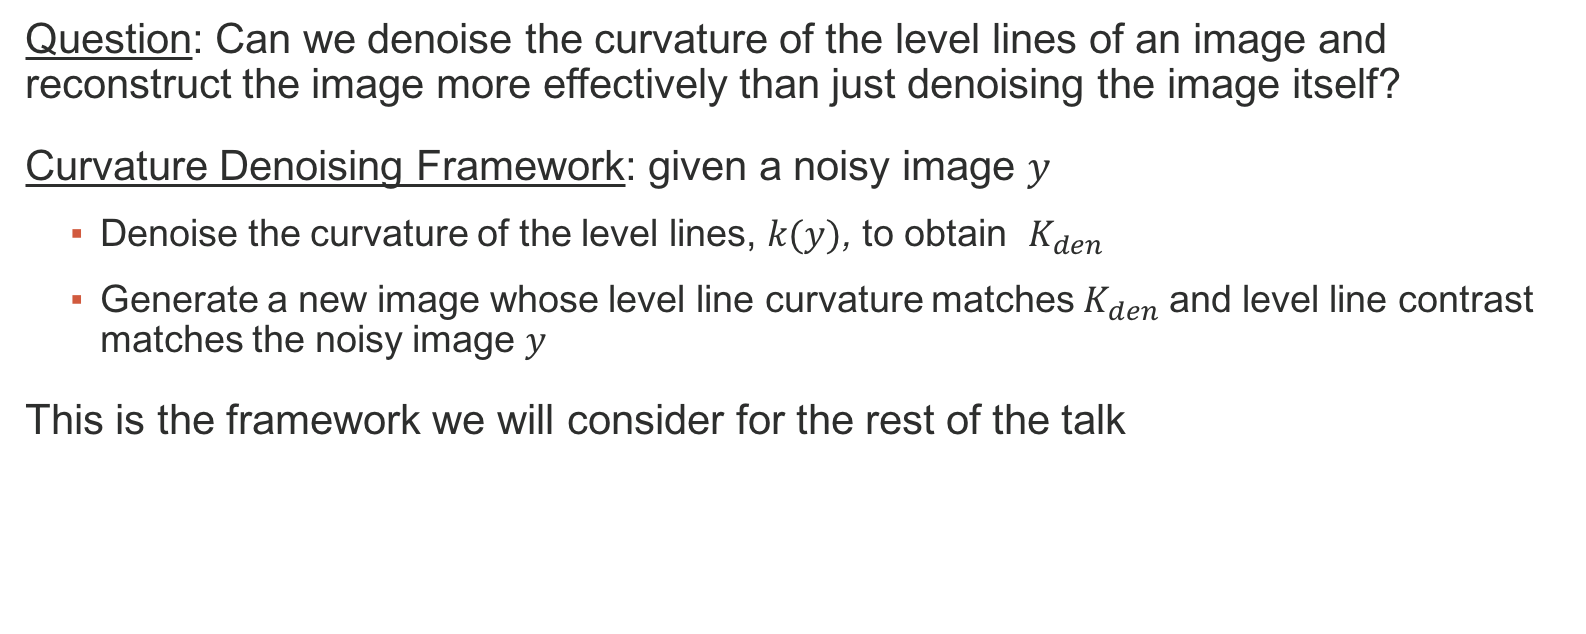 Question: Can we denoise the curvature of the level lines of an image and
reconstruct the image more effectively than just denoising the image itself?
Curvature Denoising Framework: given a noisy image y
▪ Denoise the curvature of the level lines, k(y), to obtain K_den
▪ Generate a new image whose level line curvature matches K_den and level line contrast
matches the noisy image y
This is the framework we will consider for the rest of the talk